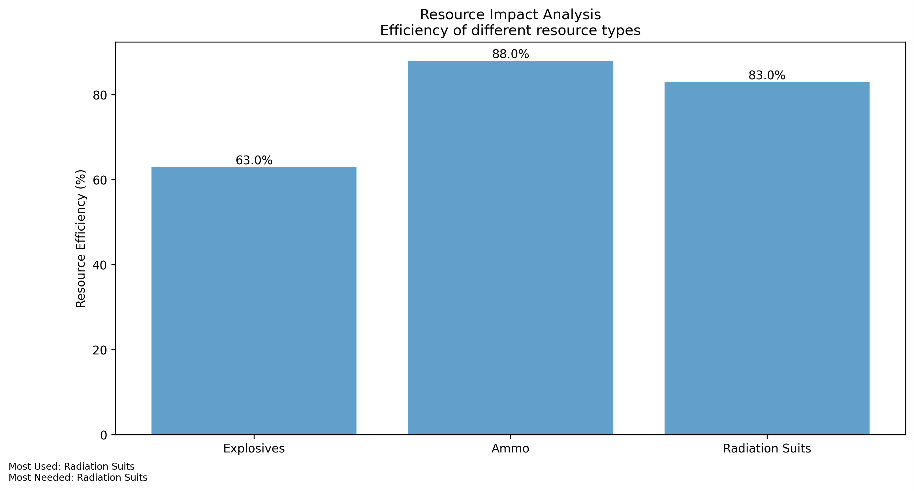 Resource Impact Analysis
Efficiency of different resource types
Resource Efficiency (%)
80
60
40
20
0
63.0%
88.0%
83.0%
Explosives
Ammo
Radiation Suits
Most Used: Radiation Suits
Most Needed: Radiation Suits